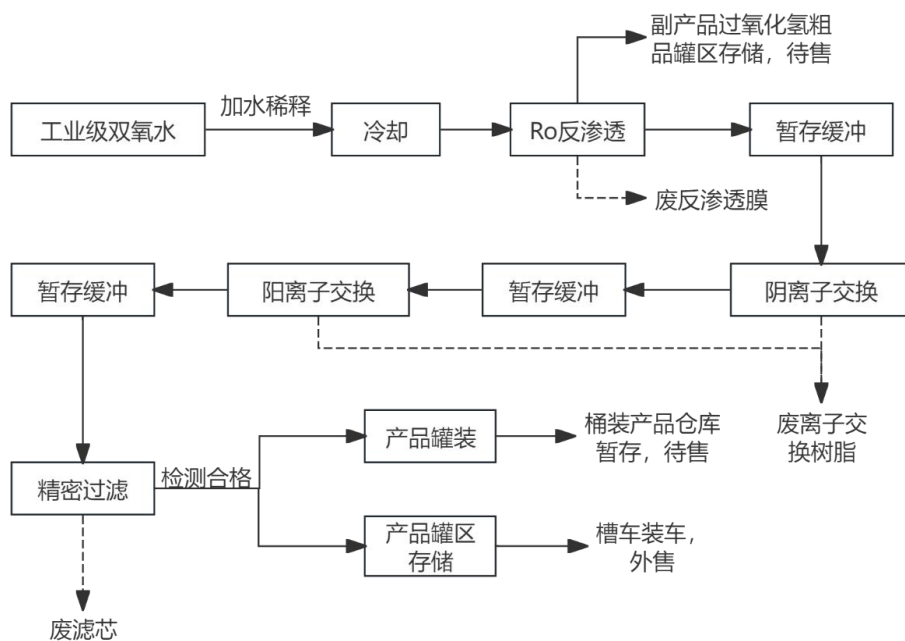 副产品过氧化氢粗
品罐区存储，待售
工业级双氧水
加水稀释
冷却
Ro反渗透
暂存缓冲
废反渗透膜
暂存缓冲
阳离子交换
暂存缓冲
阴离子交换
产品罐装
桶装产品仓库
暂存，待售
废离子交
换树脂
精密过滤
检测合格
产品罐区
存储
槽车装车，
外售
废滤芯